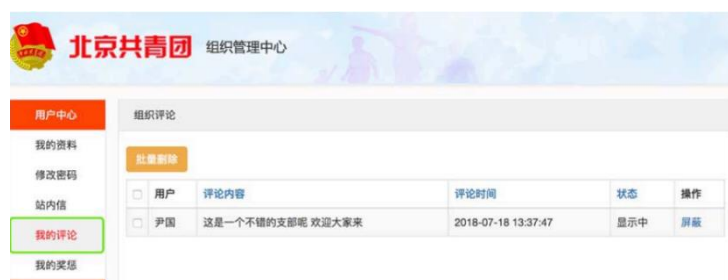 北京共青团 组织管理中心
用户中心
组织评论
我的资料
修改密码
站内信
我的评论
我的奖惩
批量删除
用户 评论内容 评论时间 状态 操作
尹国 这是一个不错的支部呢 欢迎大家来 2018-07-18 13:37:47 显示中 屏蔽